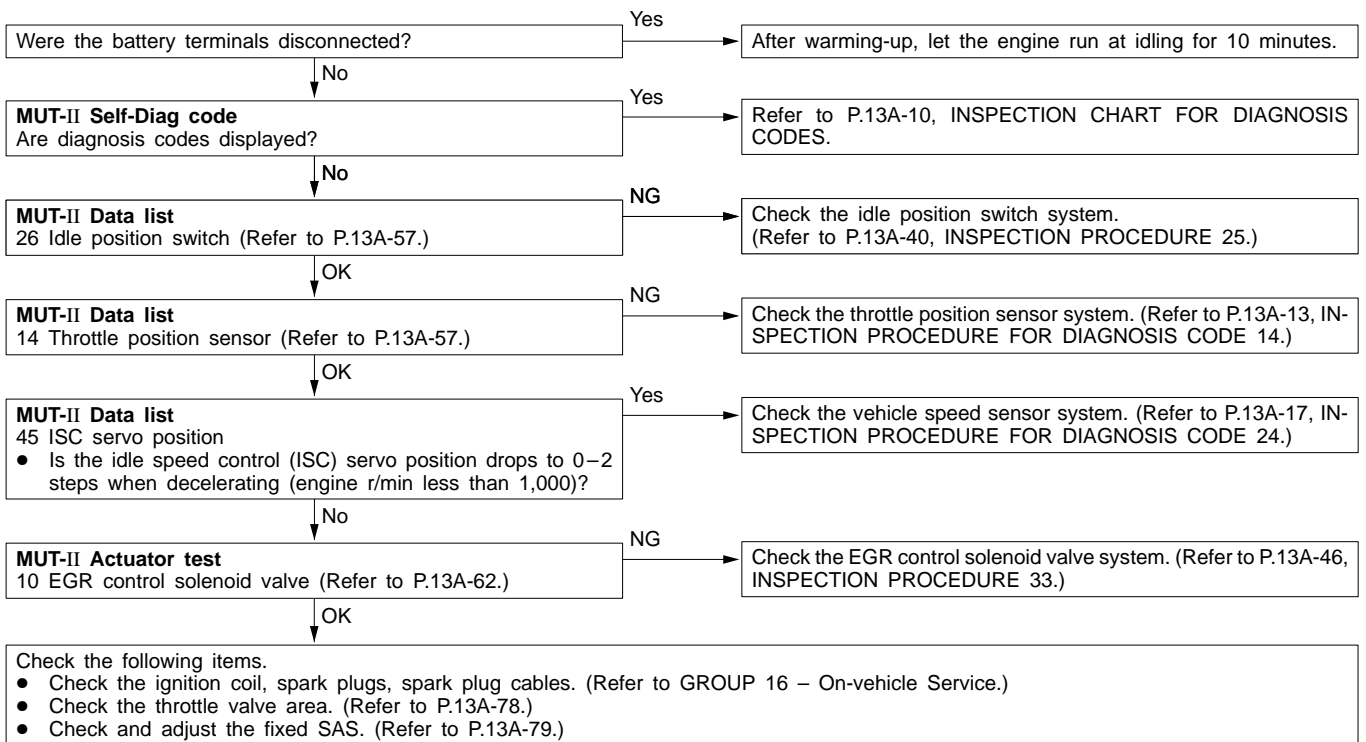 Were the battery terminals disconnected?
Yes
After warming-up, let the engine run at idling for 10 minutes.
No
MUT-II Self-Diag code
Are diagnosis codes displayed?
Yes
Refer to P.13A-10, INSPECTION CHART FOR DIAGNOSIS
CODES.
No
MUT-II Data list
26 Idle position switch (Refer to P.13A-57.)
NG
Check the idle position switch system.
(Refer to P.13A-40, INSPECTION PROCEDURE 25.)
OK
MUT-II Data list
14 Throttle position sensor (Refer to P.13A-57.)
NG
Check the throttle position sensor system. (Refer to P.13A-13, IN-
SPECTION PROCEDURE FOR DIAGNOSIS CODE 14.)
OK
MUT-II Data list
45 ISC servo position
● Is the idle speed control (ISC) servo position drops to 0–2
steps when decelerating (engine r/min less than 1,000)?
Yes
Check the vehicle speed sensor system. (Refer to P.13A-17, IN-
SPECTION PROCEDURE FOR DIAGNOSIS CODE 24.)
No
MUT-II Actuator test
10 EGR control solenoid valve (Refer to P.13A-62.)
NG
Check the EGR control solenoid valve system. (Refer to P.13A-46,
INSPECTION PROCEDURE 33.)
OK
Check the following items.
● Check the ignition coil, spark plugs, spark plug cables. (Refer to GROUP 16 – On-vehicle Service.)
● Check the throttle valve area. (Refer to P.13A-78.)
● Check and adjust the fixed SAS. (Refer to P.13A-79.)